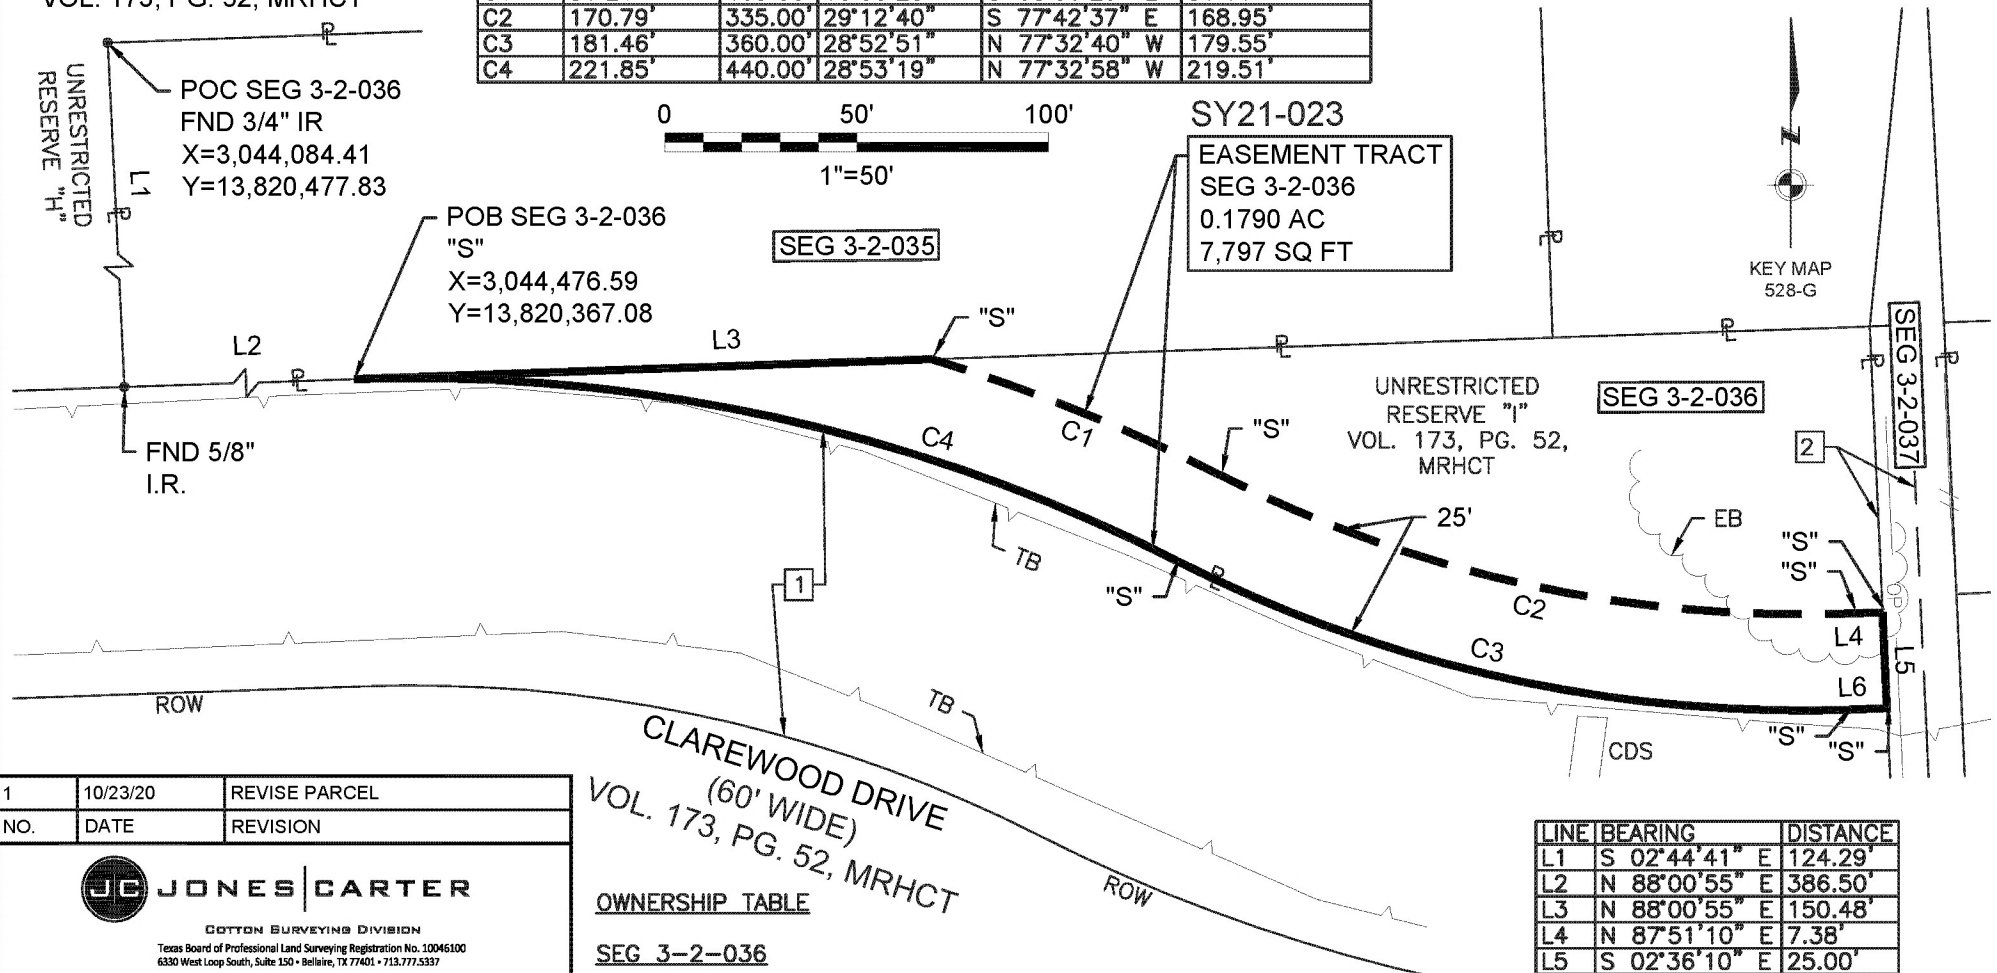 VOL. 173, PG. 52, MRHCT
C2 170.79' 335.00' 29°12'40" S 77°42'37" E 168.95'
C3 181.46' 360.00' 28°52'51" N 77°32'40" W 179.55'
C4 221.85' 440.00' 28°53'19" N 77°32'58" W 219.51'
PL
UNRESTRICTED
RESERVE "H"
POC SEG 3-2-036
FND 3/4" IR
X=3,044,084.41
Y=13,820,477.83
L1
PL
0 50' 100'
1"=50'
SY21-023
EASEMENT TRACT
SEG 3-2-036
0.1790 AC
7,797 SQ FT
N
KEY MAP
528-G
POB SEG 3-2-036
"S"
X=3,044,476.59
Y=13,820,367.08
SEG 3-2-035
PL
L2
PL
L3
"S"
PL
PL
PL
PL
SEG 3-2-037
FND 5/8"
I.R.
C4
C1
"S"
UNRESTRICTED
RESERVE "I"
VOL. 173, PG. 52,
MRHCT
SEG 3-2-036
2
25'
EB
"S"
"S"
TB
1
"S"
PL
C2
OP
L4
L5
C3
L6
"S"
"S"
CDS
ROW
TB
CLAREWOOD DRIVE
(60' WIDE)
VOL. 173, PG. 52, MRHCT
ROW
1 10/23/20 REVISE PARCEL
NO. DATE REVISION
JC JONES|CARTER
COTTON SURVEYING DIVISION
Texas Board of Professional Land Surveying Registration No. 10046100
6330 West Loop South, Suite 150 • Bellaire, TX 77401 • 713.777.5337
OWNERSHIP TABLE
SEG 3-2-036
LINE BEARING DISTANCE
L1 S 02°44'41" E 124.29'
L2 N 88°00'55" E 386.50'
L3 N 88°00'55" E 150.48'
L4 N 87°51'10" E 7.38'
L5 S 02°36'10" E 25.00'